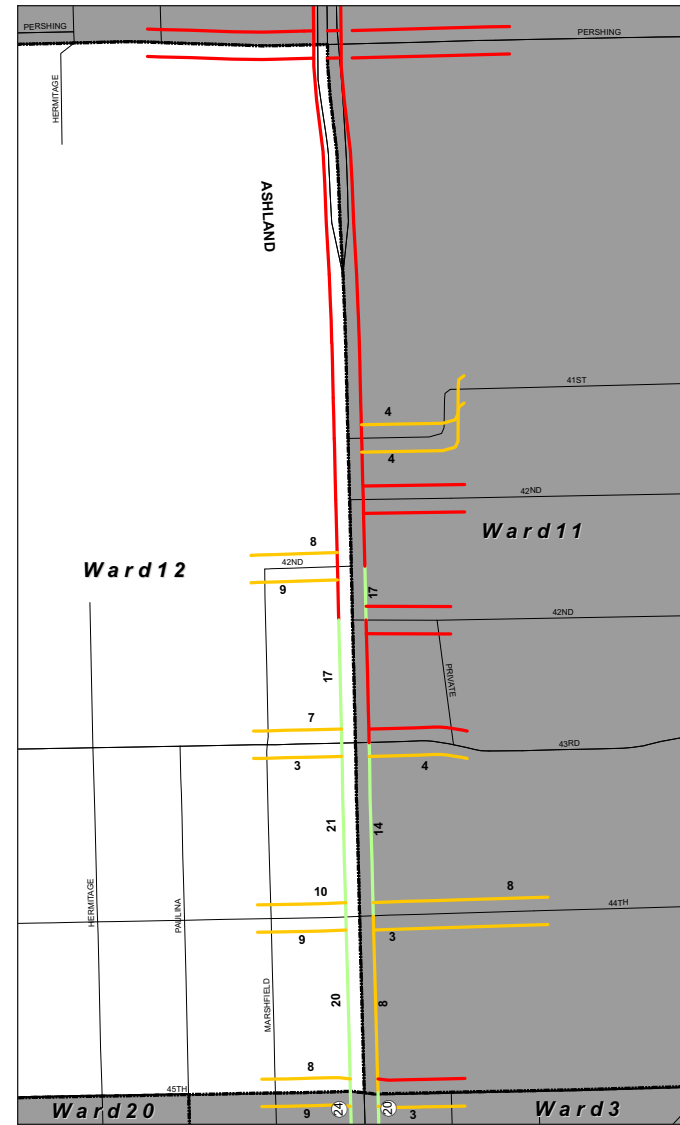 PERSHING
PERSHING
HERMITAGE
ASHLAND
41ST
4
4
42ND
Ward11
8
42ND
Ward12
9
17
42ND
17
PRIVATE
7
43RD
3
4
21
14
10
8
44TH
HERMITAGE
PAULINA
9
3
MARSHFIELD
20
8
8
45TH
Ward20
9
24
20
3
Ward3